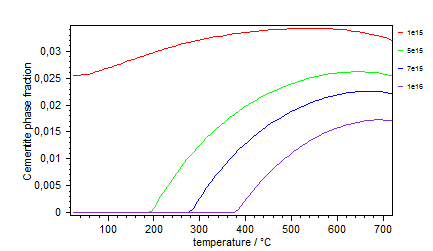 Cementite phase fraction
0,03
0,025
0,02
0,015
0,01
0,005
0
100 200 300 400 500 600 700
temperature / °C
1e15
5e15
7e15
1e16